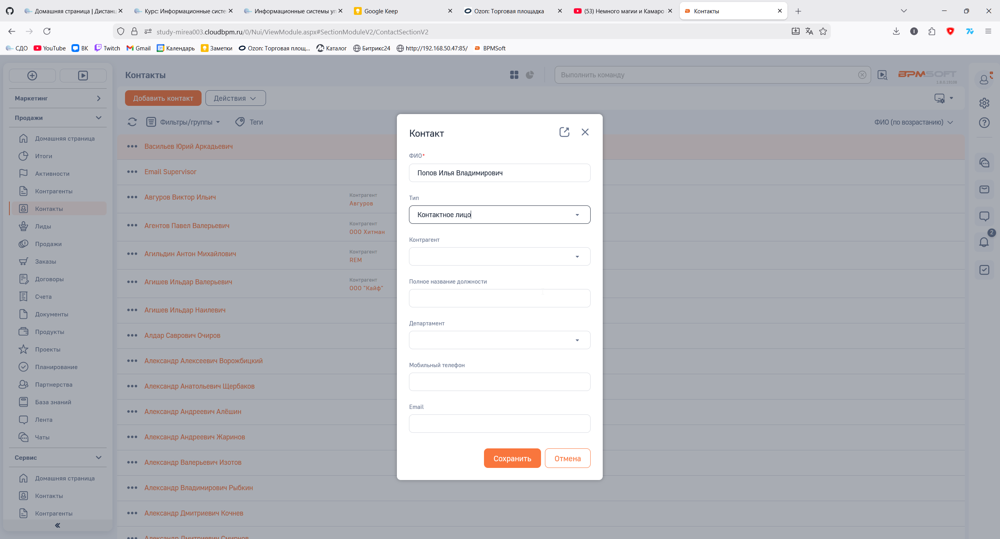 Домашняя страница | Дистанц
Курс: Информационные систе
Информационные системы уп
Google Keep
Ozon: Торговая площадка
(53) Немного магии и Камаро
Контакты
study-mirea003.cloudbpm.ru/0/Nui/ViewModule.aspx#SectionModuleV2/ContactSectionV2
СДО
YouTube
ВК
Twitch
Gmail
31
Календарь
Заметки
Ozon: Торговая площ...
Каталог
Битрикс24
http://192.168.50.47:85/
BPMSoft
Контакты
Выполнить команду
BPMSOFT
1.8.0.19108
Маркетинг
Добавить контакт
Действия
Продажи
Фильтры/группы
Теги
ФИО (по возрастанию)
Домашняя страница
Итоги
Активности
Контрагенты
Контакты
Лиды
Продажи
Заказы
Договоры
Счета
Документы
Продукты
Проекты
Планирование
Партнерства
База знаний
Лента
Чаты
Сервис
Домашняя страница
Контакты
Контрагенты
Васильев Юрий Аркадьевич
Email Supervisor
Авгуров Виктор Ильич
Контрагент
Авгуров
Агентов Павел Валерьевич
Контрагент
ООО Хитман
Агильдин Антон Михайлович
Контрагент
REM
Агишев Ильдар Валерьевич
Контрагент
ООО "Кайф"
Агишев Ильдар Наилевич
Алдар Саврович Очиров
Александр Алексеевич Ворожбицкий
Александр Анатольевич Щербаков
Александр Андреевич Алёшин
Александр Андреевич Жаринов
Александр Валерьевич Изотов
Александр Владимирович Рыбкин
Александр Дмитриевич Кочнев
Александр Дмитриевич Смирнов
Контакт
ФИО*
Попов Илья Владимирович
Тип
Контактное лицо
Контрагент
Полное название должности
Департамент
Мобильный телефон
Email
Сохранить
Отмена
2